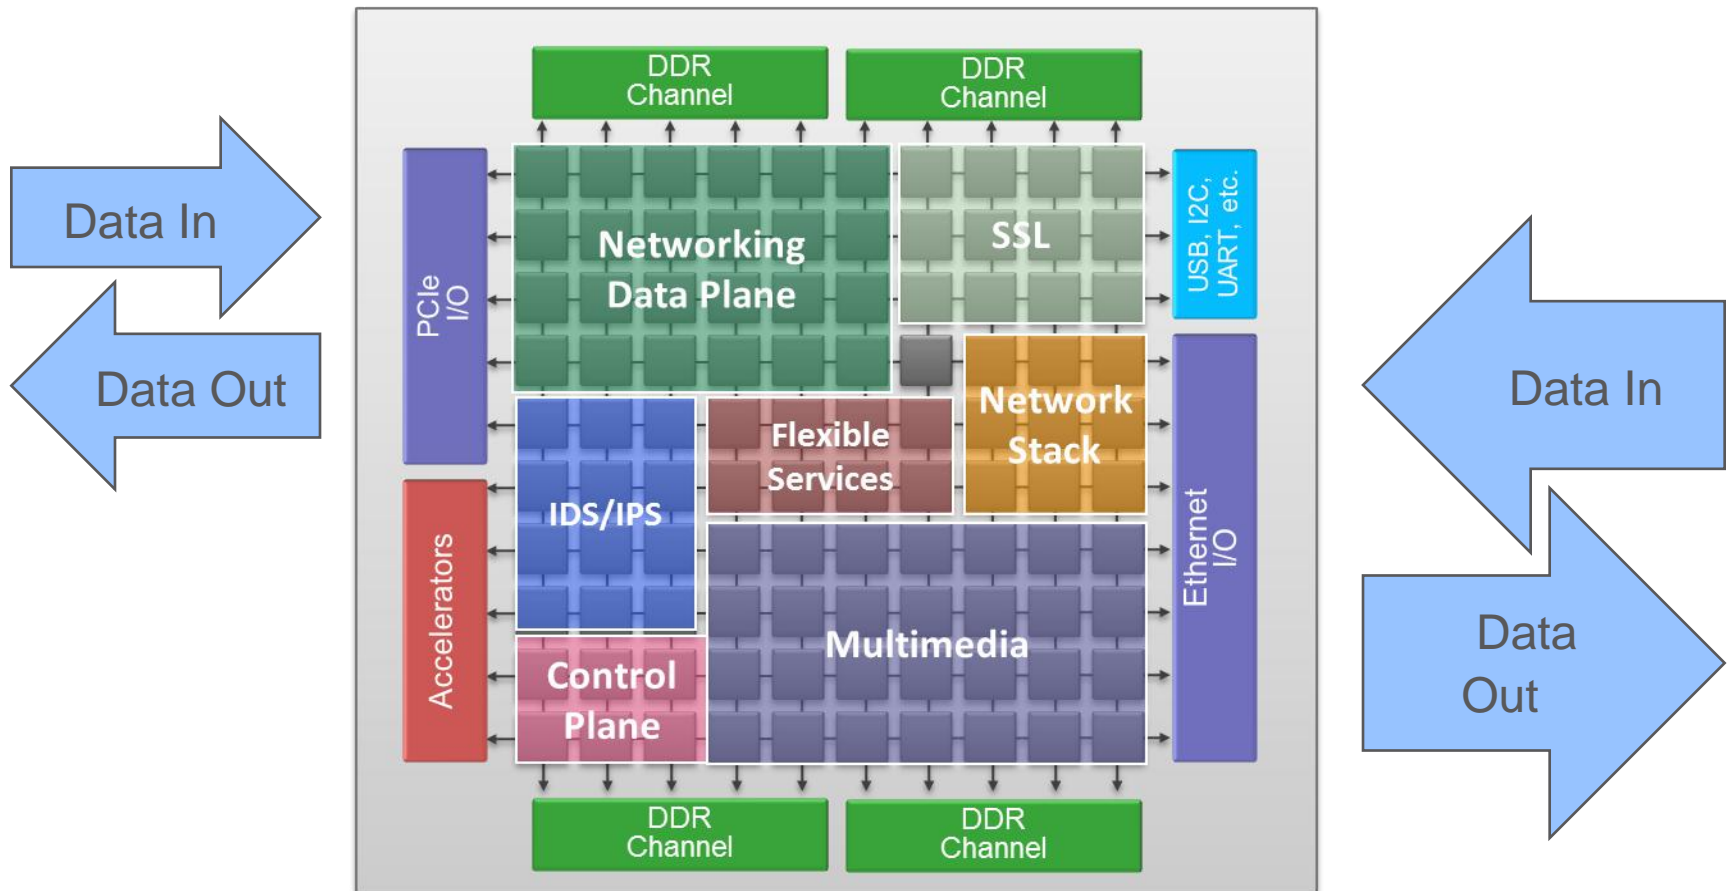 DDR
Channel
DDR
Channel
Data In
Data Out
PCIe
I/O
Accelerators
Networking
Data Plane
SSL
USB, I2C,
UART, etc.
Network
Stack
Flexible
Services
IDS/IPS
Ethernet
I/O
Multimedia
Control
Plane
Data In
Data
Out
DDR
Channel
DDR
Channel